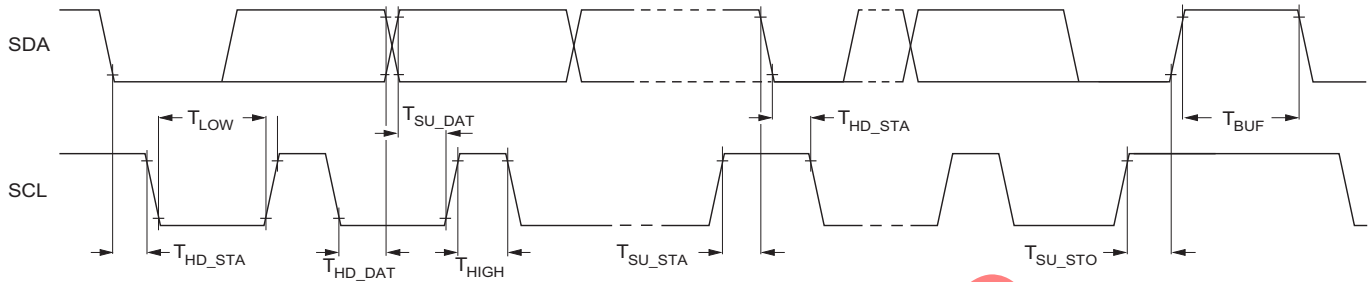 SDA
T_LOW
T_SU_DAT
T_HD_STA
T_BUF
SCL
T_HD_STA
T_HD_DAT
T_HIGH
T_SU_STA
T_SU_STO